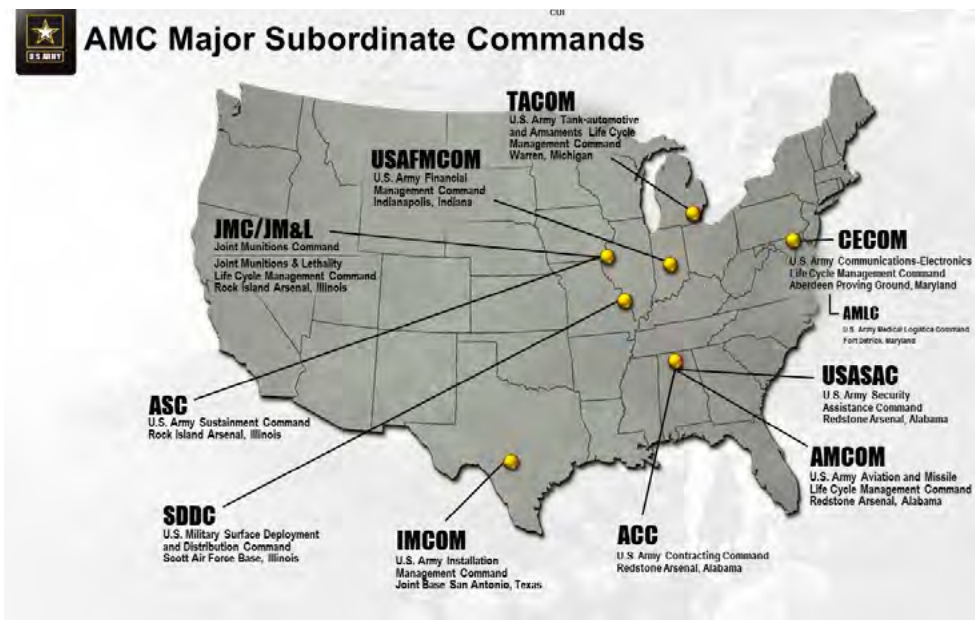 CUI
U.S. ARMY
AMC Major Subordinate Commands
TACOM
U.S. Army Tank-automotive
and Armaments Life Cycle
Management Command
Warren, Michigan
USAFMCOM
U.S. Army Financial
Management Command
Indianapolis, Indiana
JMC/JM&L
Joint Munitions Command
Joint Munitions & Lethality
Life Cycle Management Command
Rock Island Arsenal, Illinois
CECOM
U.S. Army Communications-Electronics
Life Cycle Management Command
Aberdeen Proving Ground, Maryland
AMLC
U.S. Army Medical Logistics Command
Fort Detrick, Maryland
USASAC
U.S. Army Security
Assistance Command
Redstone Arsenal, Alabama
ASC
U.S. Army Sustainment Command
Rock Island Arsenal, Illinois
AMCOM
U.S. Army Aviation and Missile
Life Cycle Management Command
Redstone Arsenal, Alabama
SDDC
U.S. Military Surface Deployment
and Distribution Command
Scott Air Force Base, Illinois
IMCOM
U.S. Army Installation
Management Command
Joint Base San Antonio, Texas
ACC
U.S. Army Contracting Command
Redstone Arsenal, Alabama